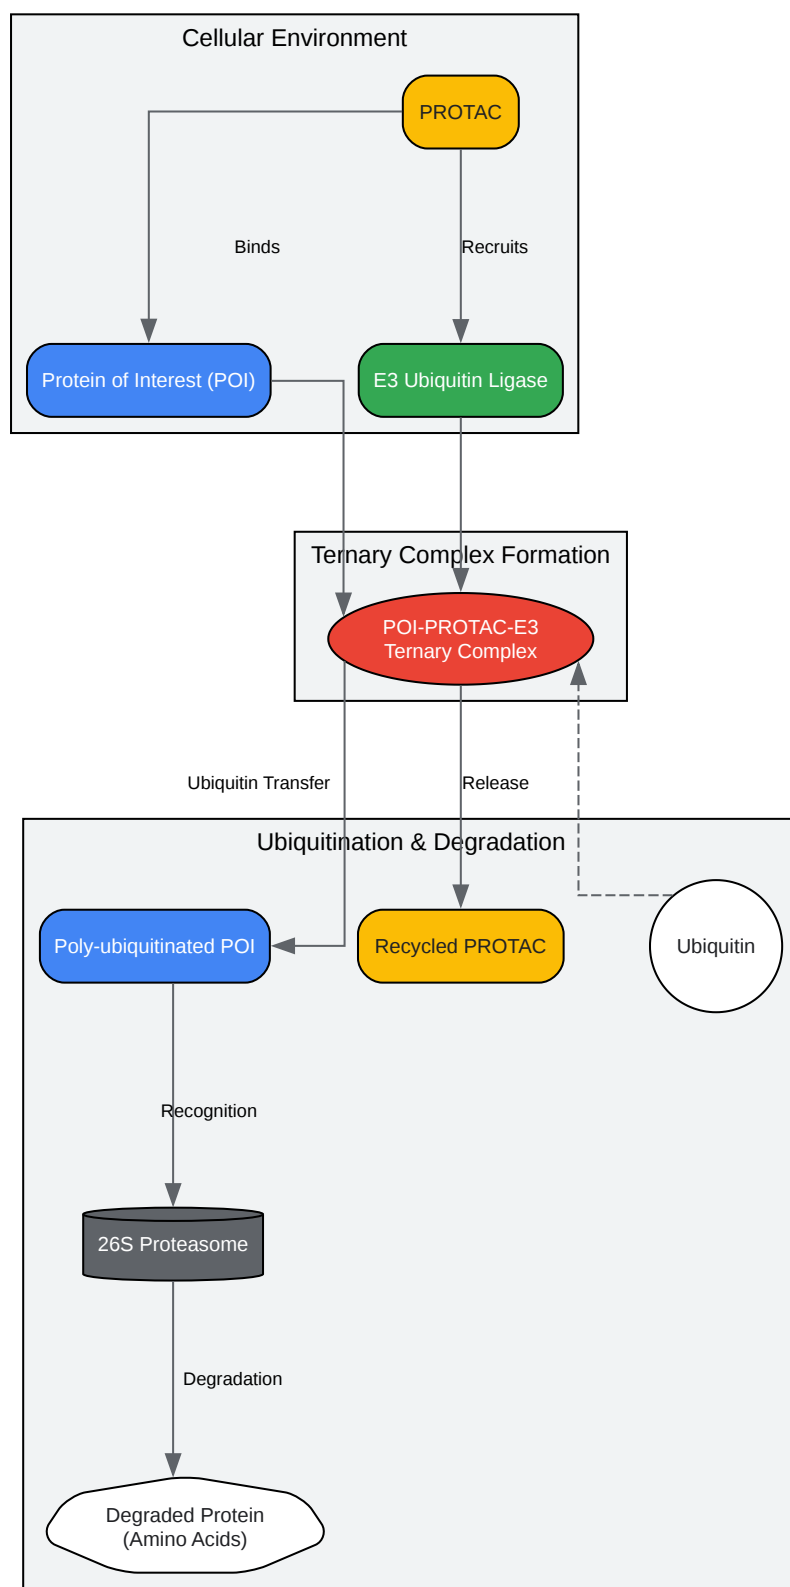 Cellular Environment
PROTAC
Binds
Recruits
Protein of Interest (POI)
E3 Ubiquitin Ligase
Ternary Complex Formation
POI-PROTAC-E3
Ternary Complex
Ubiquitin Transfer
Release
Ubiquitination & Degradation
Poly-ubiquitinated POI
Recycled PROTAC
Ubiquitin
Recognition
26S Proteasome
Degradation
Degraded Protein
(Amino Acids)